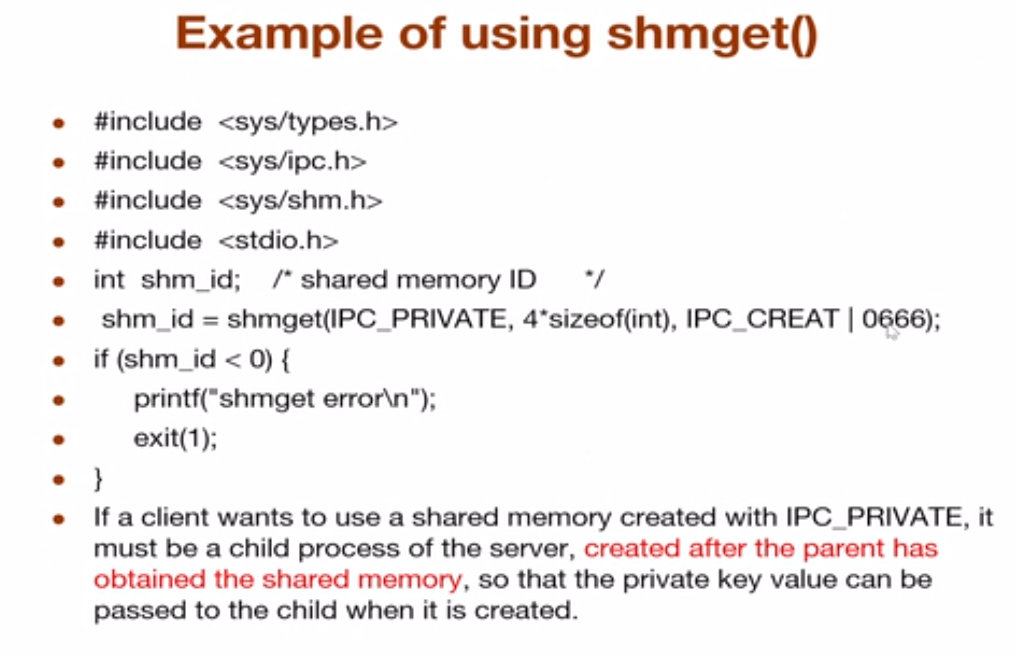 Example of using shmget()
• #include <sys/types.h>
• #include <sys/ipc.h>
• #include <sys/shm.h>
• #include <stdio.h>
• int shm_id; /* shared memory ID */
• shm_id = shmget(IPC_PRIVATE, 4*sizeof(int), IPC_CREAT | 0666);
• if (shm_id < 0) {
• printf("shmget error\n");
• exit(1);
• }
• If a client wants to use a shared memory created with IPC_PRIVATE, it
must be a child process of the server, created after the parent has
obtained the shared memory, so that the private key value can be
passed to the child when it is created.